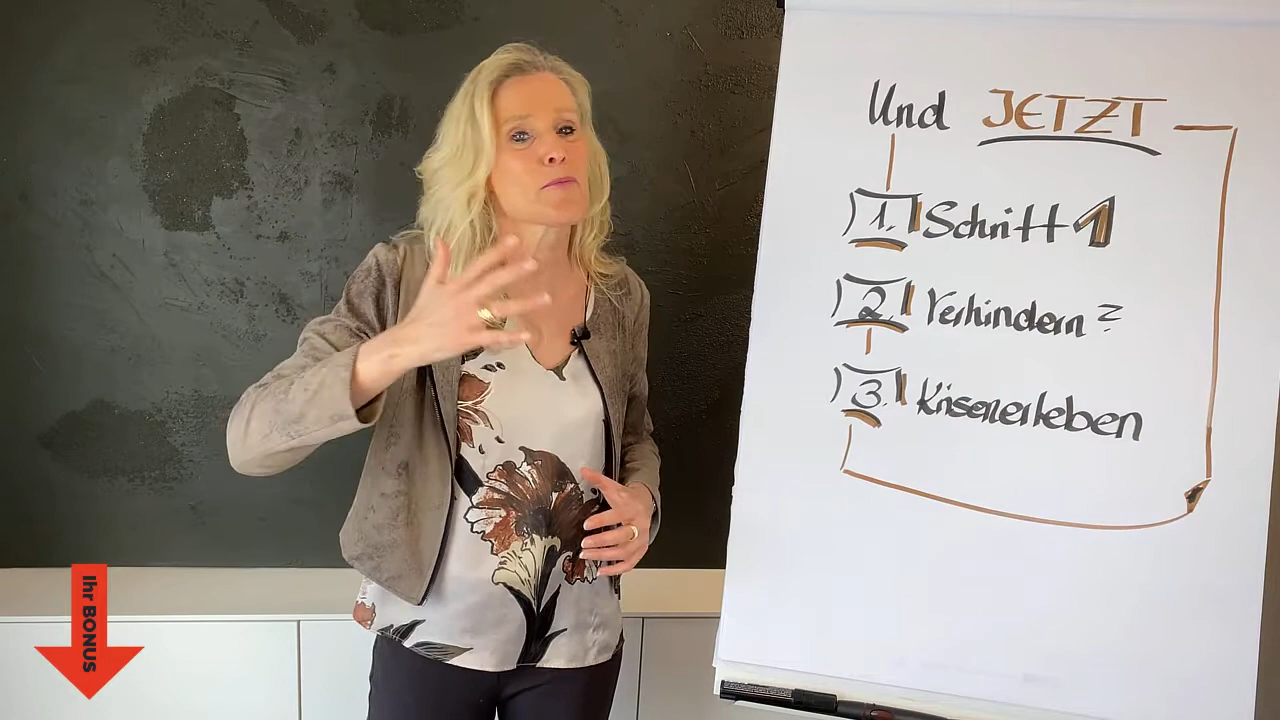 Und JETZT
1. Schritt 1
2. Verhindern?
3. Krisenerleben
Ihr BONUS